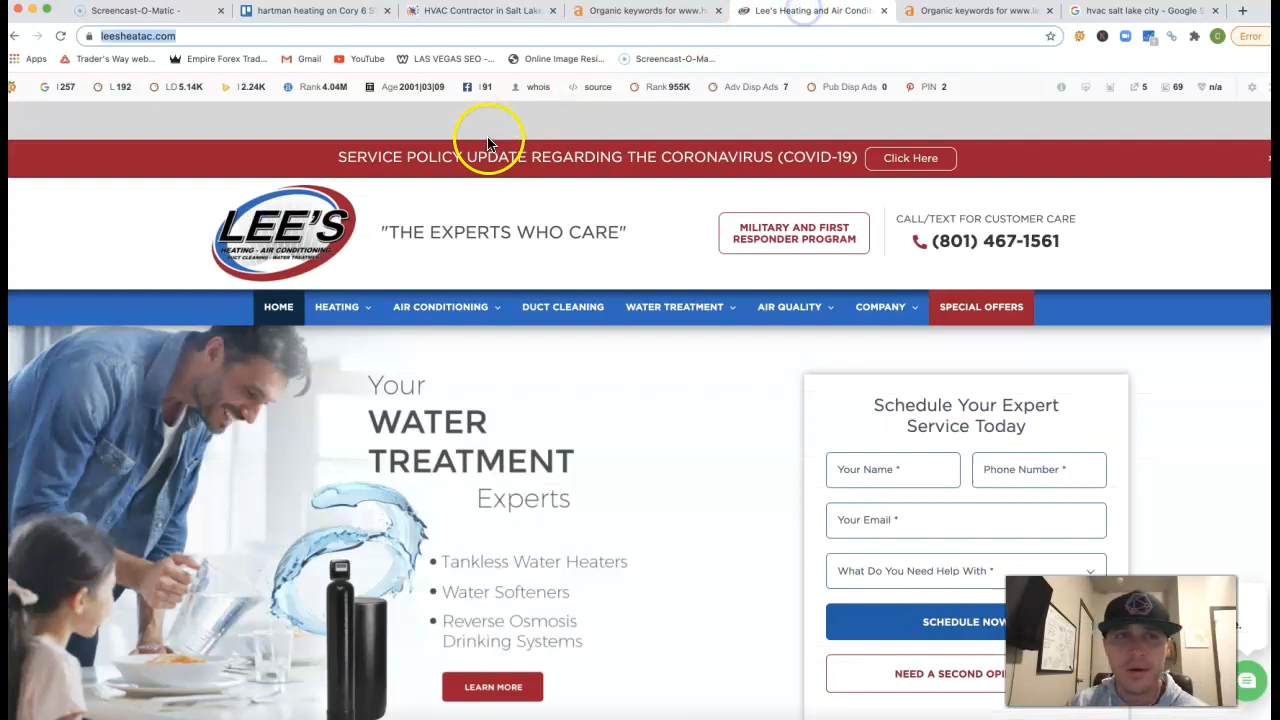 Screencast-O-Matic -
hartman heating on Cory 6 S
HVAC Contractor in Salt Lake
Organic keywords for www.h
Lee's Heating and Air Condit
Organic keywords for www.le
hvac salt lake city - Google S
leesheatac.com
Error
Apps
Trader's Way web...
Empire Forex Trad...
Gmail
YouTube
LAS VEGAS SEO -...
Online Image Resi...
Screencast-O-Ma...
I 257
L 192
LD 5.14K
I 2.24K
Rank 4.04M
Age 2001|03|09
I 91
whois
source
Rank 955K
Adv Disp Ads 7
Pub Disp Ads 0
PIN 2
5
69
n/a
SERVICE POLICY UPDATE REGARDING THE CORONAVIRUS (COVID-19)
Click Here
LEE'S
HEATING - AIR CONDITIONING
DUCT CLEANING - WATER TREATMENT
"THE EXPERTS WHO CARE"
MILITARY AND FIRST
RESPONDER PROGRAM
CALL/TEXT FOR CUSTOMER CARE
(801) 467-1561
HOME
HEATING
AIR CONDITIONING
DUCT CLEANING
WATER TREATMENT
AIR QUALITY
COMPANY
SPECIAL OFFERS
Your
WATER
TREATMENT
Experts
Tankless Water Heaters
Water Softeners
Reverse Osmosis
Drinking Systems
LEARN MORE
Schedule Your Expert
Service Today
Your Name *
Phone Number *
Your Email *
What Do You Need Help With *
SCHEDULE NOW
NEED A SECOND OPI